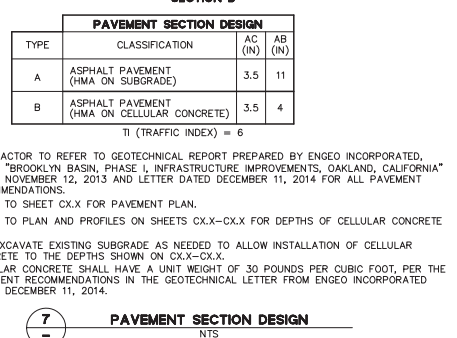 PAVEMENT SECTION DESIGN
TYPE CLASSIFICATION AC (IN) AB (IN)
A ASPHALT PAVEMENT (HMA ON SUBGRADE) 3.5 11
B ASPHALT PAVEMENT (HMA ON CELLULAR CONCRETE) 3.5 4
TI (TRAFFIC INDEX) = 6
ACTOR TO REFER TO GEOTECHNICAL REPORT PREPARED BY ENGEO INCORPORATED,
"BROOKLYN BASIN, PHASE I, INFRASTRUCTURE IMPROVEMENTS, OAKLAND, CALIFORNIA"
NOVEMBER 12, 2013 AND LETTER DATED DECEMBER 11, 2014 FOR ALL PAVEMENT
MENDATIONS.
TO SHEET CX.X FOR PAVEMENT PLAN.
TO PLAN AND PROFILES ON SHEETS CX.X-CX.X FOR DEPTHS OF CELLULAR CONCRETE
XCAVATE EXISTING SUBGRADE AS NEEDED TO ALLOW INSTALLATION OF CELLULAR
ETE TO THE DEPTHS SHOWN ON CX.X-CX.X.
LAR CONCRETE SHALL HAVE A UNIT WEIGHT OF 30 POUNDS PER CUBIC FOOT, PER THE
ENT RECOMMENDATIONS IN THE GEOTECHNICAL LETTER FROM ENGEO INCORPORATED
DECEMBER 11, 2014.
7 PAVEMENT SECTION DESIGN
- NTS